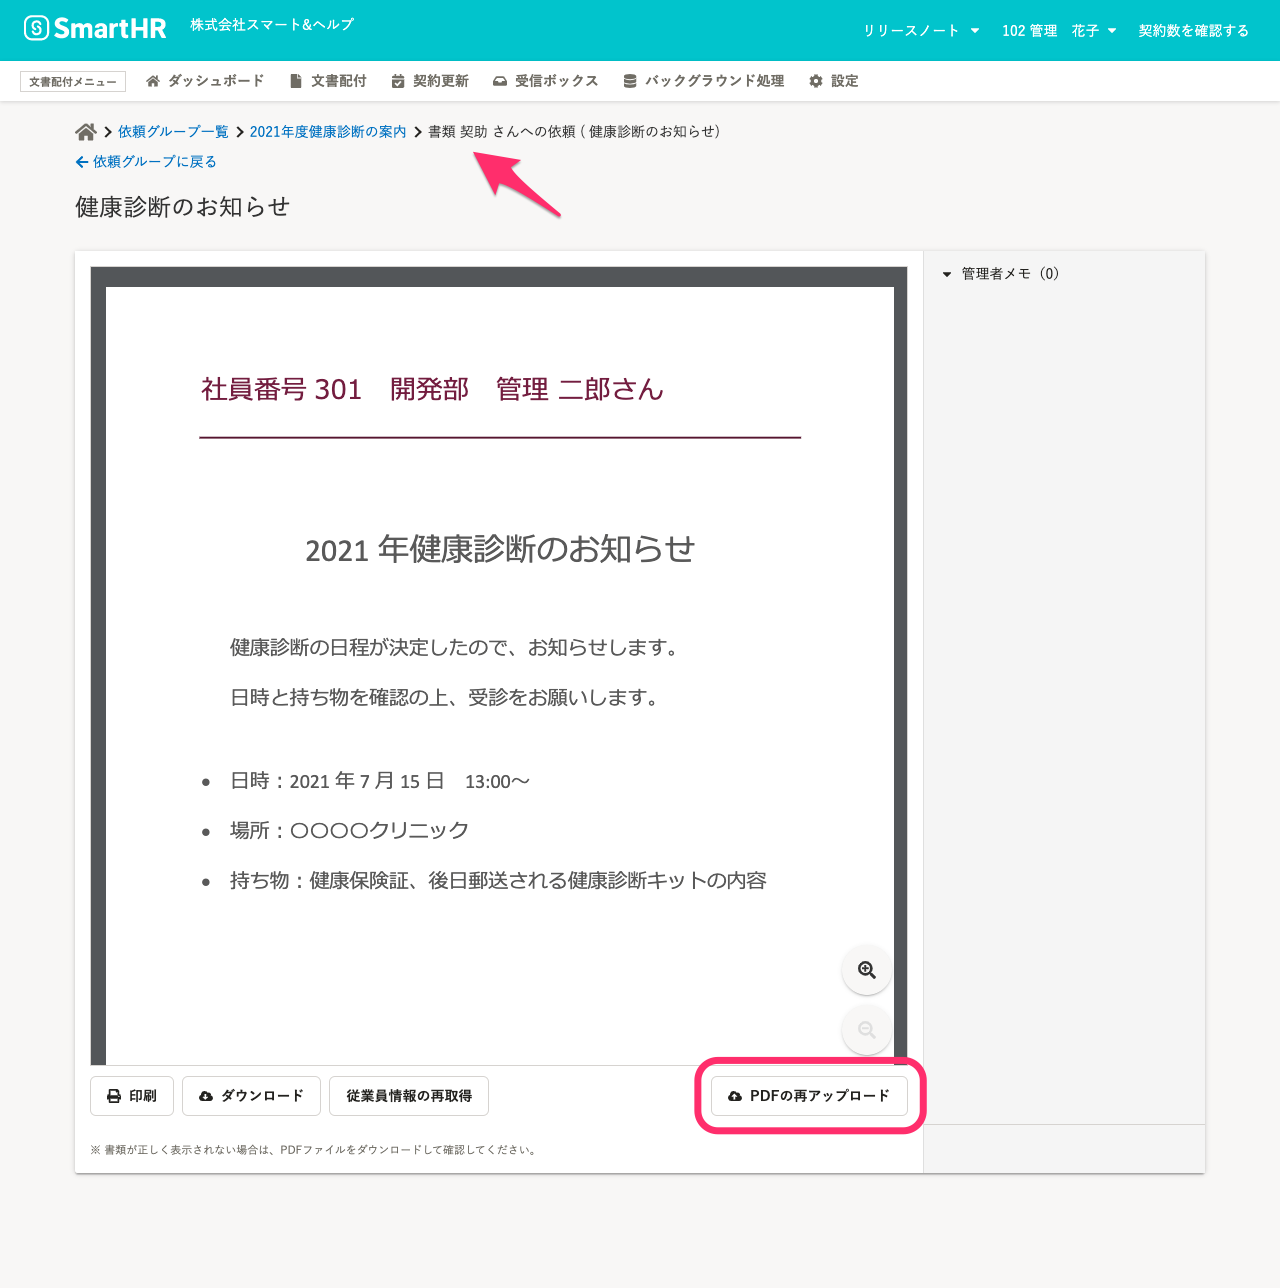 SmartHR 株式会社スマート&ヘルプ リリースノート 102 管理　花子 契約数を確認する
文書配付メニュー ダッシュボード 文書配付 契約更新 受信ボックス バックグラウンド処理 設定
依頼グループ一覧 2021年度健康診断の案内 書類 契助 さんへの依頼 ( 健康診断のお知らせ)
依頼グループに戻る
健康診断のお知らせ
管理者メモ（0）
社員番号 301　開発部　管理 二郎さん
2021 年健康診断のお知らせ
健康診断の日程が決定したので、お知らせします。
日時と持ち物を確認の上、受診をお願いします。
● 日時：2021 年 7 月 15 日　13:00～
● 場所：〇〇〇〇クリニック
● 持ち物：健康保険証、後日郵送される健康診断キットの内容
印刷 ダウンロード 従業員情報の再取得 PDFの再アップロード
※ 書類が正しく表示されない場合は、PDFファイルをダウンロードして確認してください。